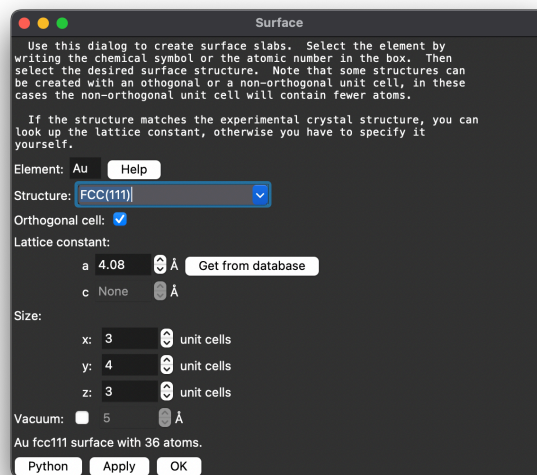 Surface
Use this dialog to create surface slabs.  Select the element by
writing the chemical symbol or the atomic number in the box.  Then
select the desired surface structure.  Note that some structures can
be created with an othogonal or a non-orthogonal unit cell, in these
cases the non-orthogonal unit cell will contain fewer atoms.
If the structure matches the experimental crystal structure, you can
look up the lattice constant, otherwise you have to specify it
yourself.
Element: Au Help
Structure: FCC(111)
Orthogonal cell:
Lattice constant:
a 4.08 Å Get from database
c None Å
Size:
x: 3 unit cells
y: 4 unit cells
z: 3 unit cells
Vacuum: 5 Å
Au fcc111 surface with 36 atoms.
Python Apply OK